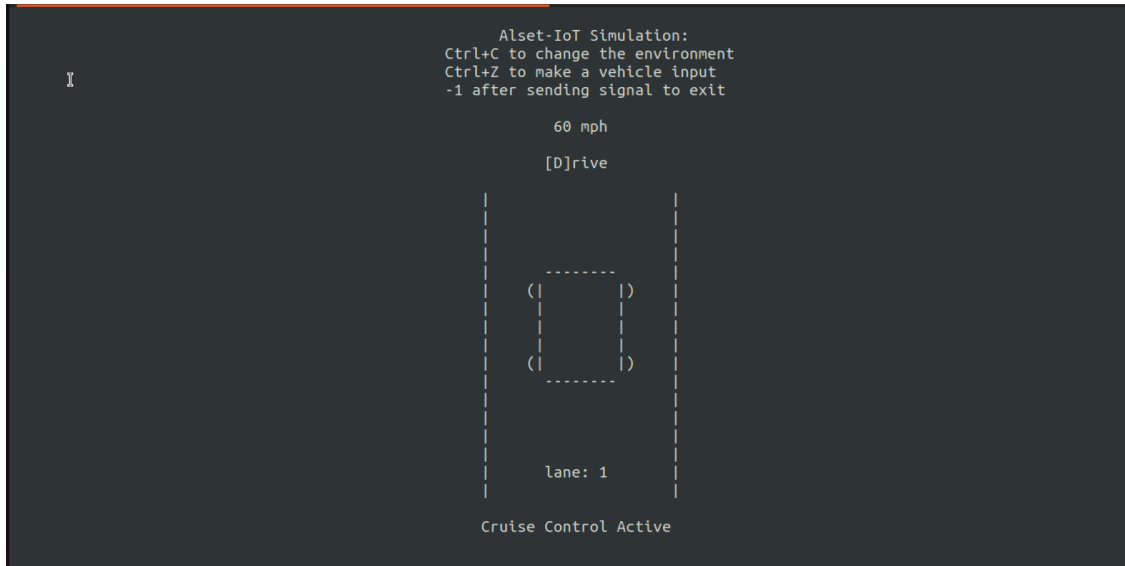 Alset-IoT Simulation:
Ctrl+C to change the environment
Ctrl+Z to make a vehicle input
-1 after sending signal to exit
60 mph
[D]rive
lane: 1
Cruise Control Active